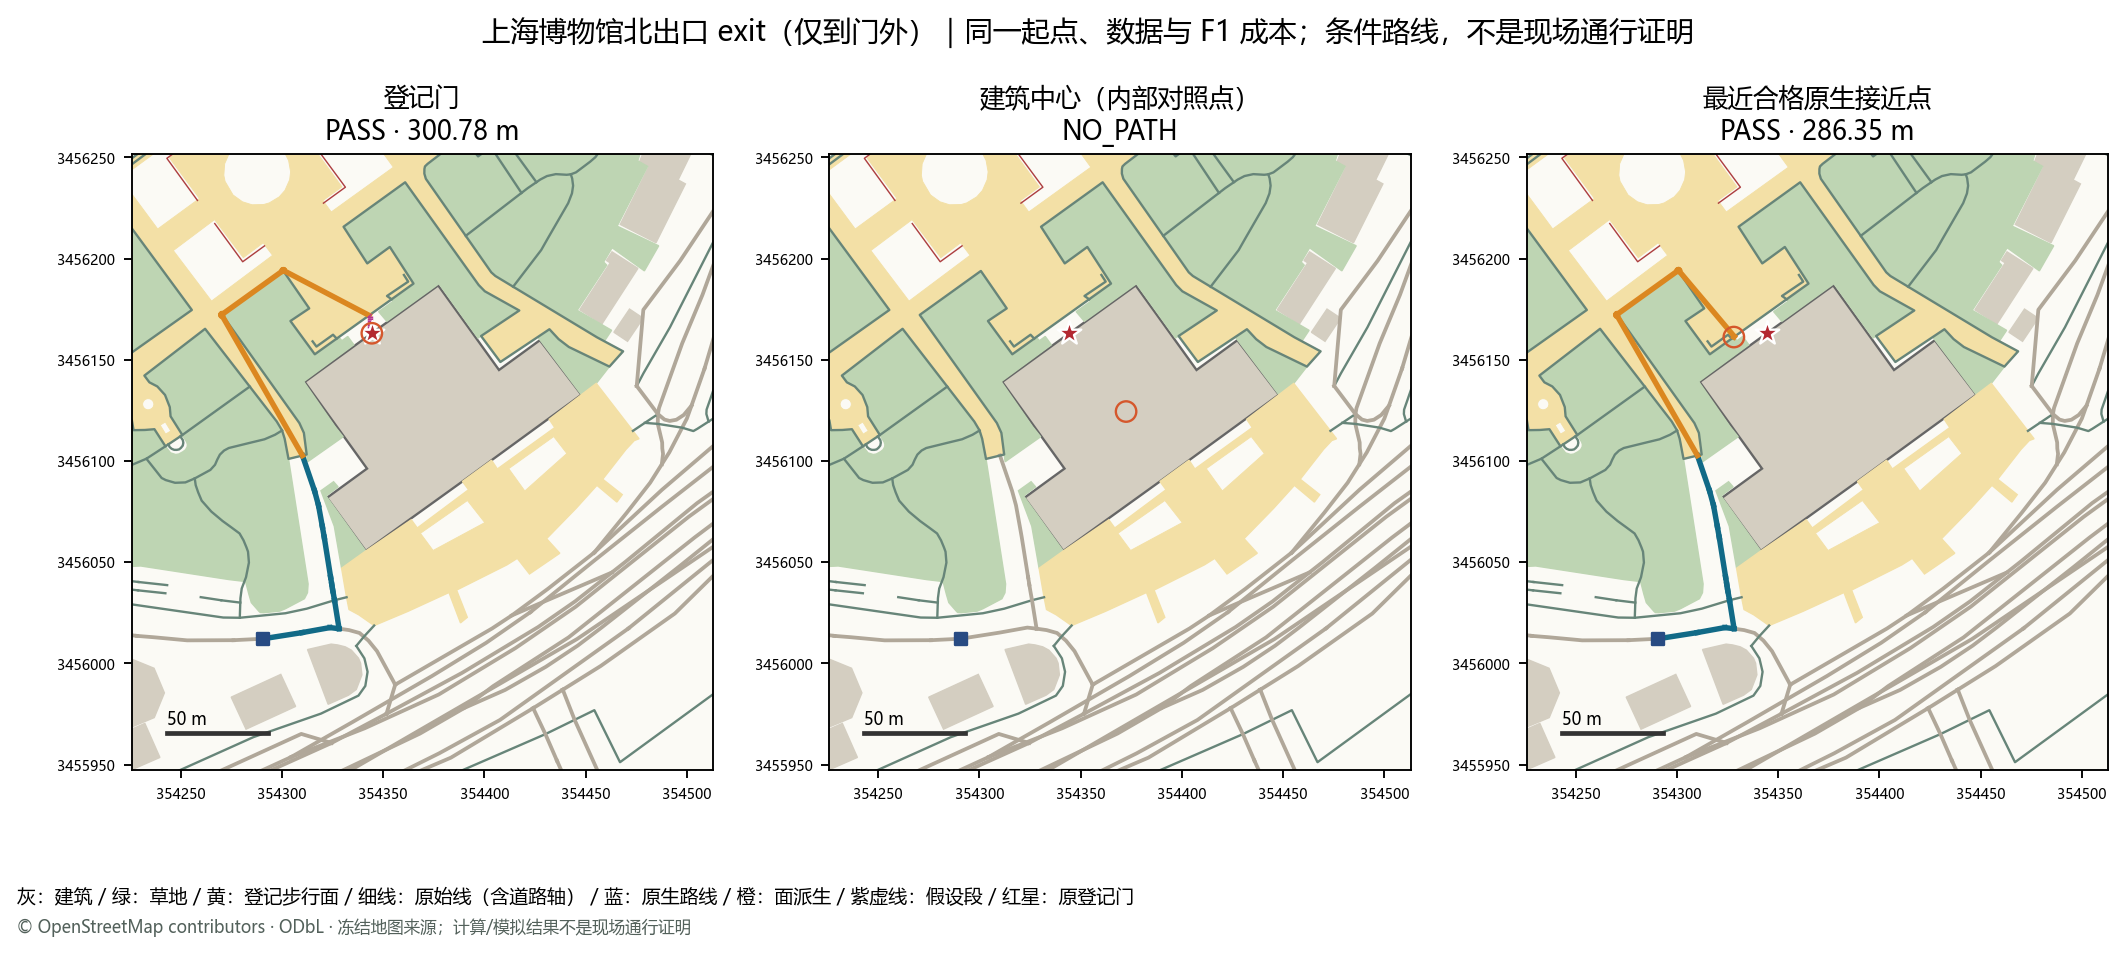 上海博物馆北出口 exit（仅到门外）｜同一起点、数据与 F1 成本；条件路线，不是现场通行证明
登记门
PASS · 300.78 m
3456250
3456200
3456150
3456100
3456050
3456000
3455950
50 m
354250 354300 354350 354400 354450 354500
建筑中心（内部对照点）
NO_PATH
3456250
3456200
3456150
3456100
3456050
3456000
3455950
50 m
354250 354300 354350 354400 354450 354500
最近合格原生接近点
PASS · 286.35 m
3456250
3456200
3456150
3456100
3456050
3456000
3455950
50 m
354250 354300 354350 354400 354450 354500
灰：建筑 / 绿：草地 / 黄：登记步行面 / 细线：原始线（含道路轴） / 蓝：原生路线 / 橙：面派生 / 紫虚线：假设段 / 红星：原登记门
© OpenStreetMap contributors · ODbL · 冻结地图来源；计算/模拟结果不是现场通行证明